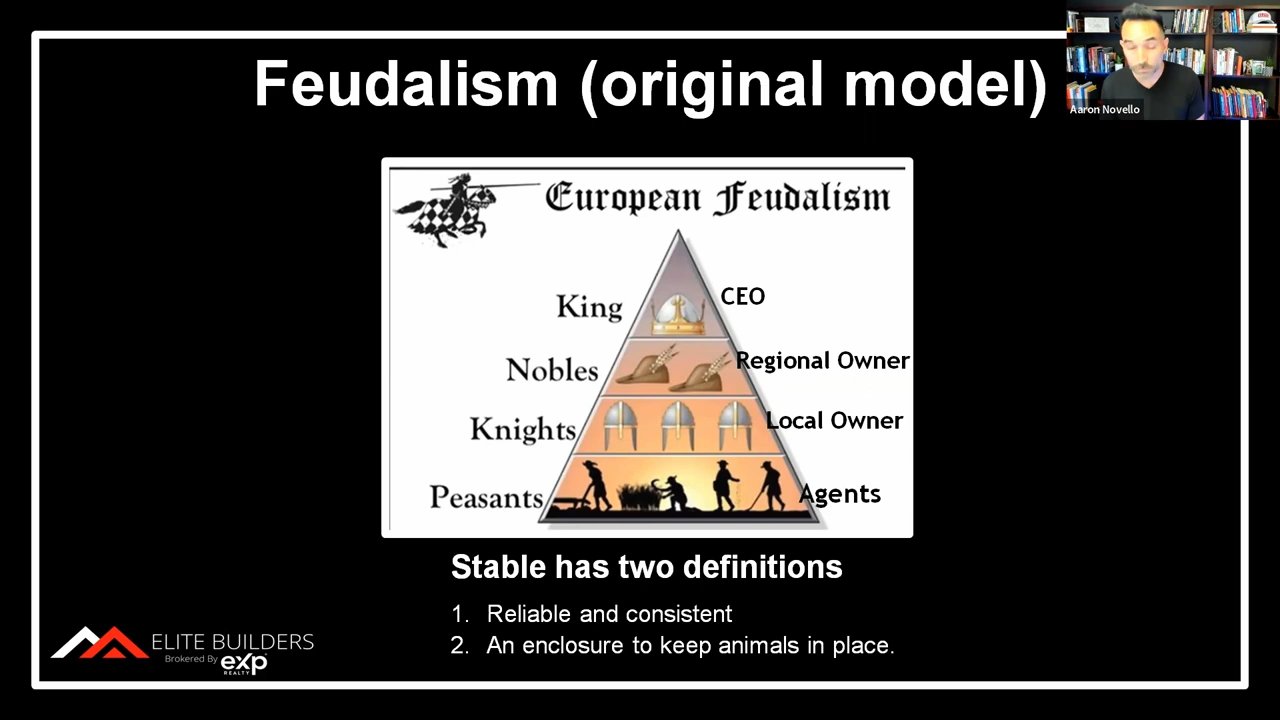 Feudalism (original model)
Aaron Novello
European Feudalism
King
CEO
Nobles
Regional Owner
Knights
Local Owner
Peasants
Agents
Stable has two definitions
1. Reliable and consistent
2. An enclosure to keep animals in place.
ELITE BUILDERS
Brokered By exp
REALTY